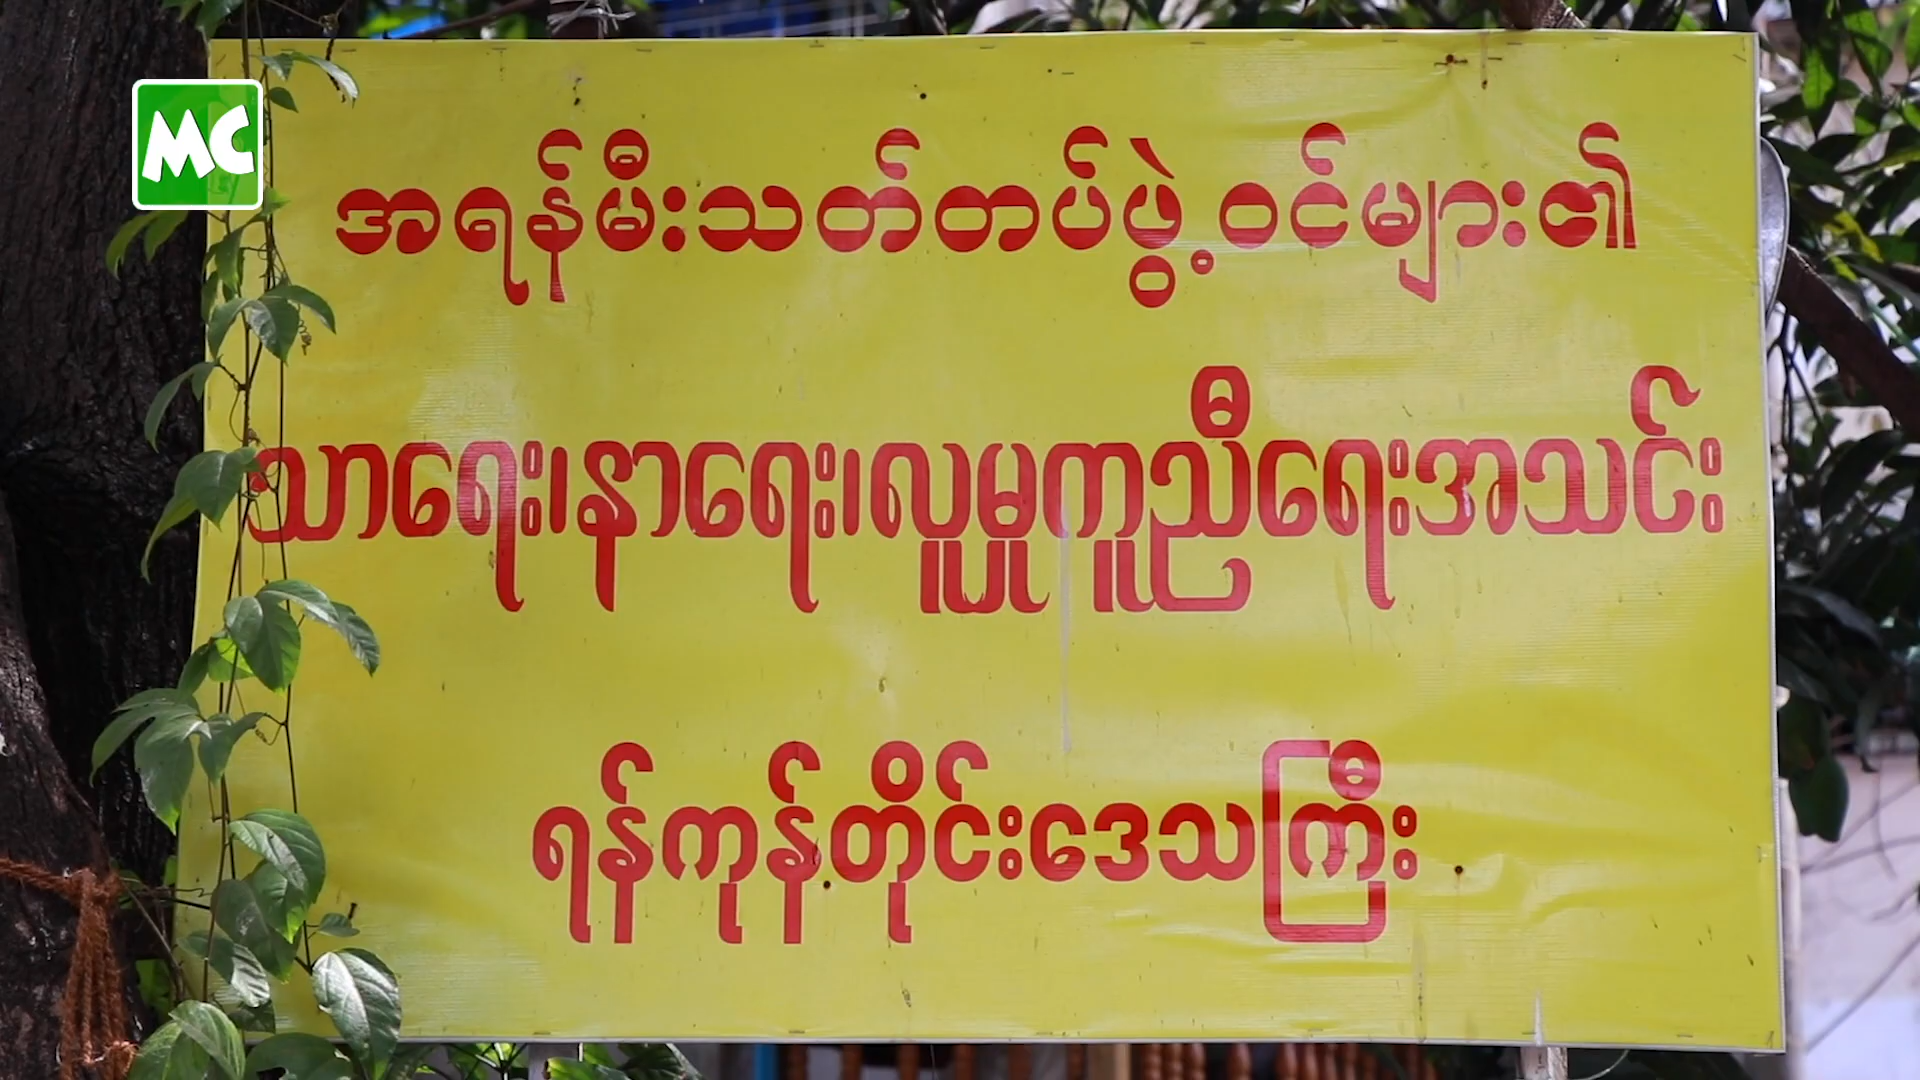 MC
အရန်မီးသတ်တပ်ဖွဲ့ဝင်များ၏
သာရေး၊နာရေး၊လူမှုကူညီရေးအသင်း
ရန်ကုန်တိုင်းဒေသကြီး